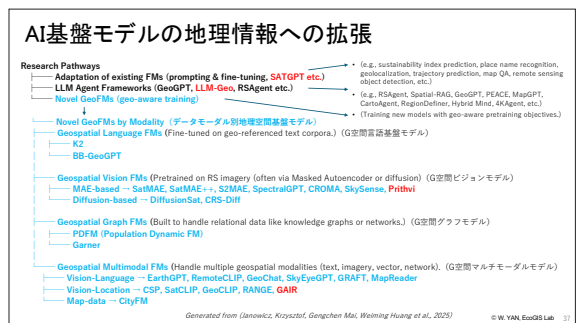 AI基盤モデルの地理情報への拡張
Research Pathways
Adaptation of existing FMs (prompting & fine-tuning, SATGPT etc.)
LLM Agent Frameworks (GeoGPT, LLM-Geo, RSAgent etc.)
Novel GeoFMs (geo-aware training)
• (e.g., sustainability index prediction, place name recognition, geolocalization, trajectory prediction, map QA, remote sensing object detection, etc.)
• (e.g., RSAgent, Spatial-RAG, GeoGPT, PEACE, MapGPT, CartoAgent, RegionDefiner, Hybrid Mind, 4KAgent, etc.)
• (Training new models with geo-aware pretraining objectives.)
Novel GeoFMs by Modality（データモーダル別地理空間基盤モデル）
Geospatial Language FMs (Fine-tuned on geo-referenced text corpora.)（G空間言語基盤モデル）
K2
BB-GeoGPT
Geospatial Vision FMs (Pretrained on RS imagery (often via Masked Autoencoder or diffusion)（G空間ビジョンモデル）
MAE-based → SatMAE, SatMAE++, S2MAE, SpectralGPT, CROMA, SkySense, Prithvi
Diffusion-based → DiffusionSat, CRS-Diff
Geospatial Graph FMs (Built to handle relational data like knowledge graphs or networks.)（G空間グラフモデル）
PDFM (Population Dynamic FM)
Garner
Geospatial Multimodal FMs (Handle multiple geospatial modalities (text, imagery, vector, network).（G空間マルチモーダルモデル）
Vision-Language → EarthGPT, RemoteCLIP, GeoChat, SkyEyeGPT, GRAFT, MapReader
Vision-Location → CSP, SatCLIP, GeoCLIP, RANGE, GAIR
Map-data → CityFM
Generated from (Janowicz, Krzysztof, Gengchen Mai, Weiming Huang et al., 2025)
© W. YAN, EcoGIS Lab 37